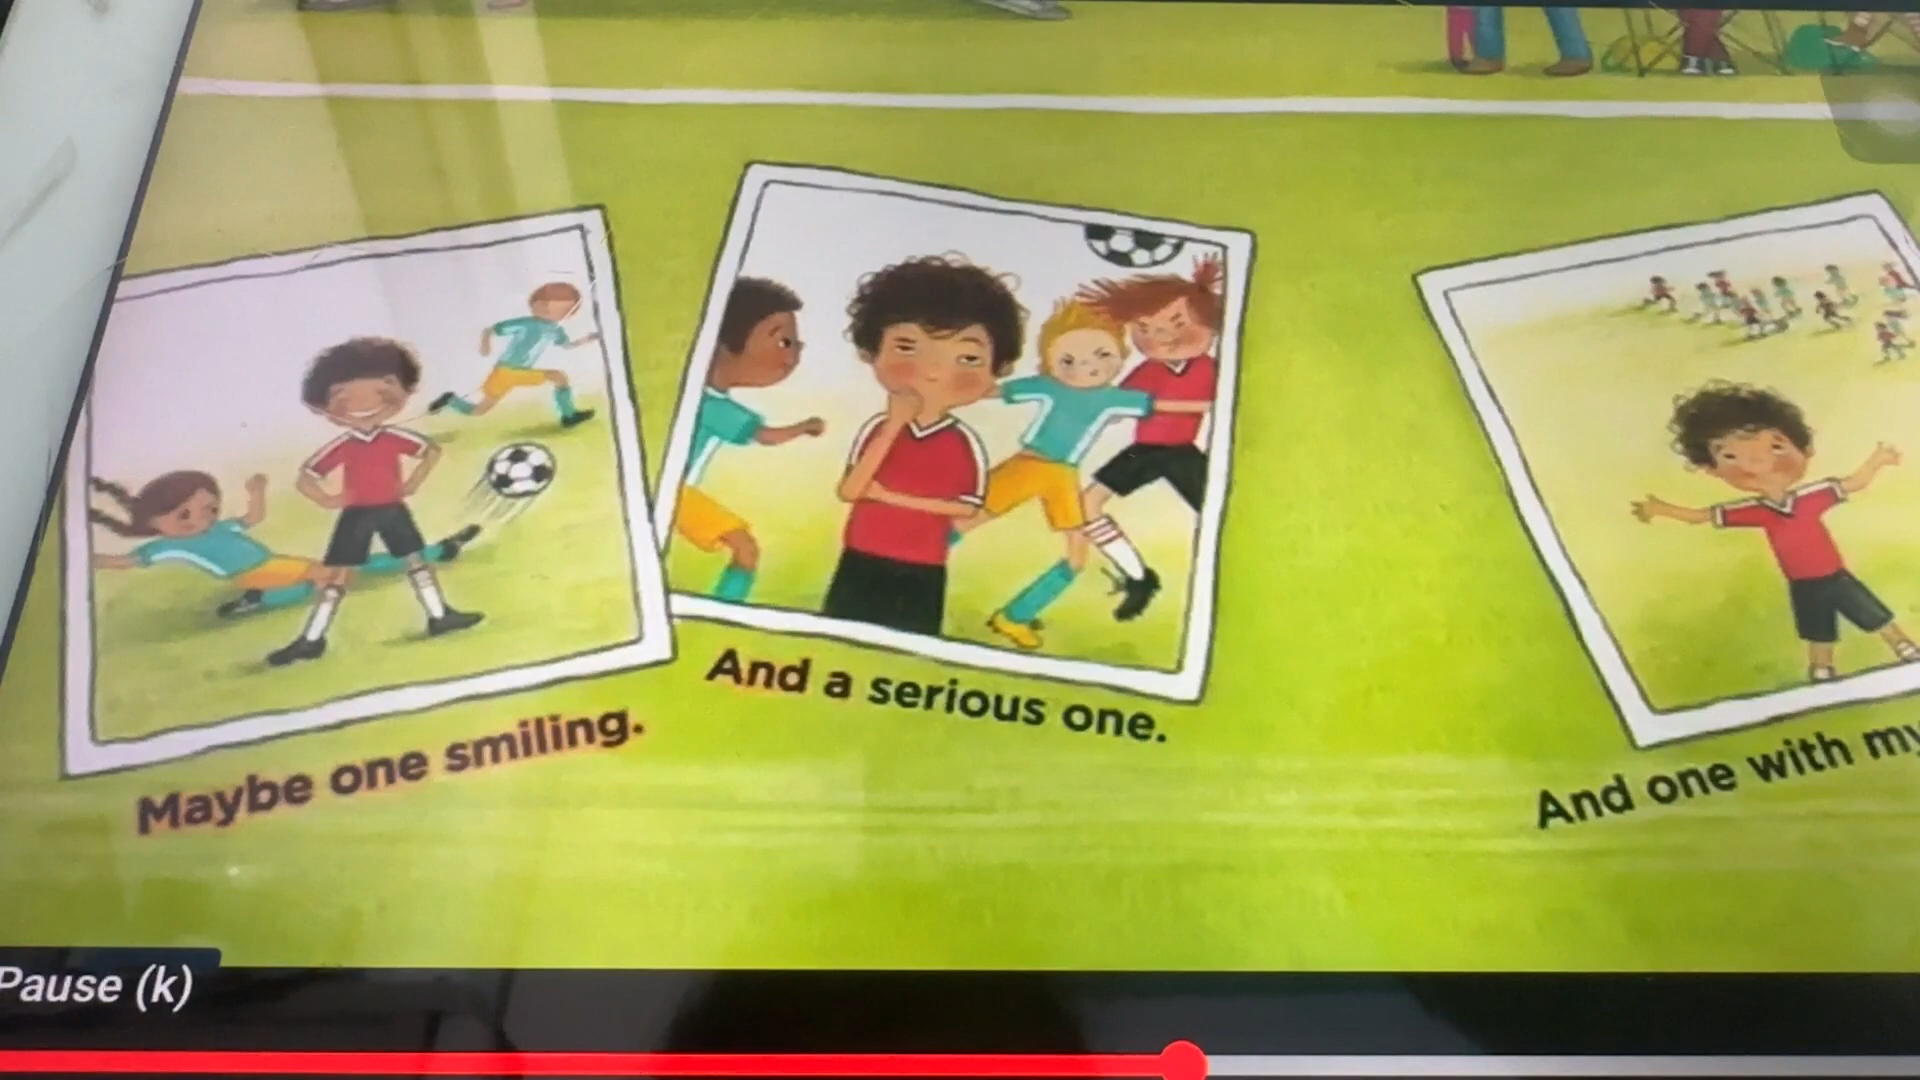 Maybe one smiling.
And a serious one.
And one with my
Pause (k)